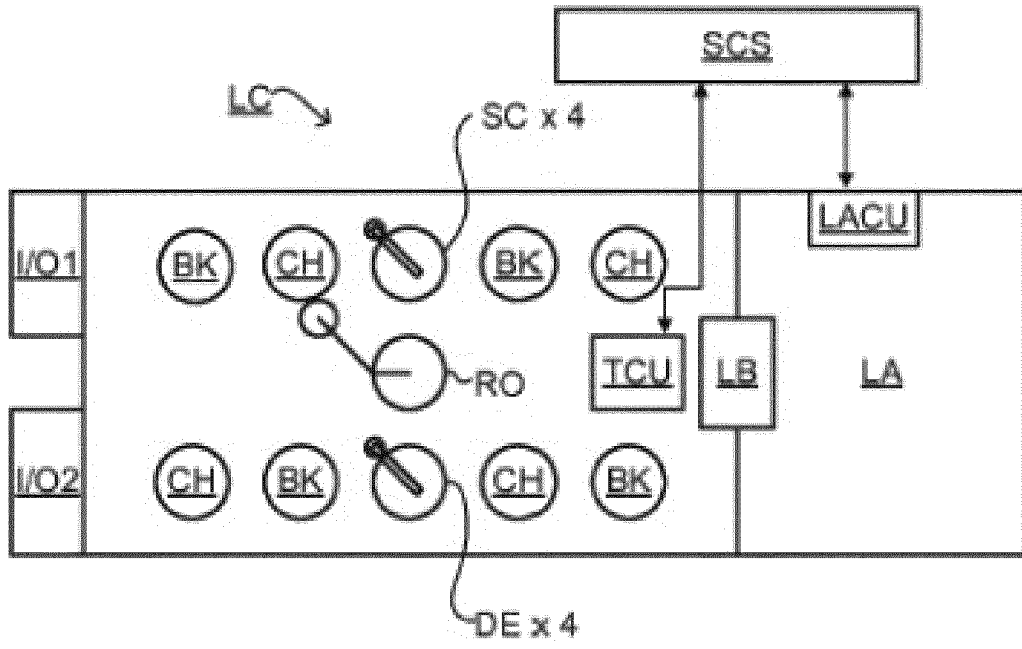 SCS
LC
SC x 4
LACU
I/O1
BK
CH
BK
CH
RO
TCU
LB
LA
I/O2
CH
BK
CH
BK
DE x 4